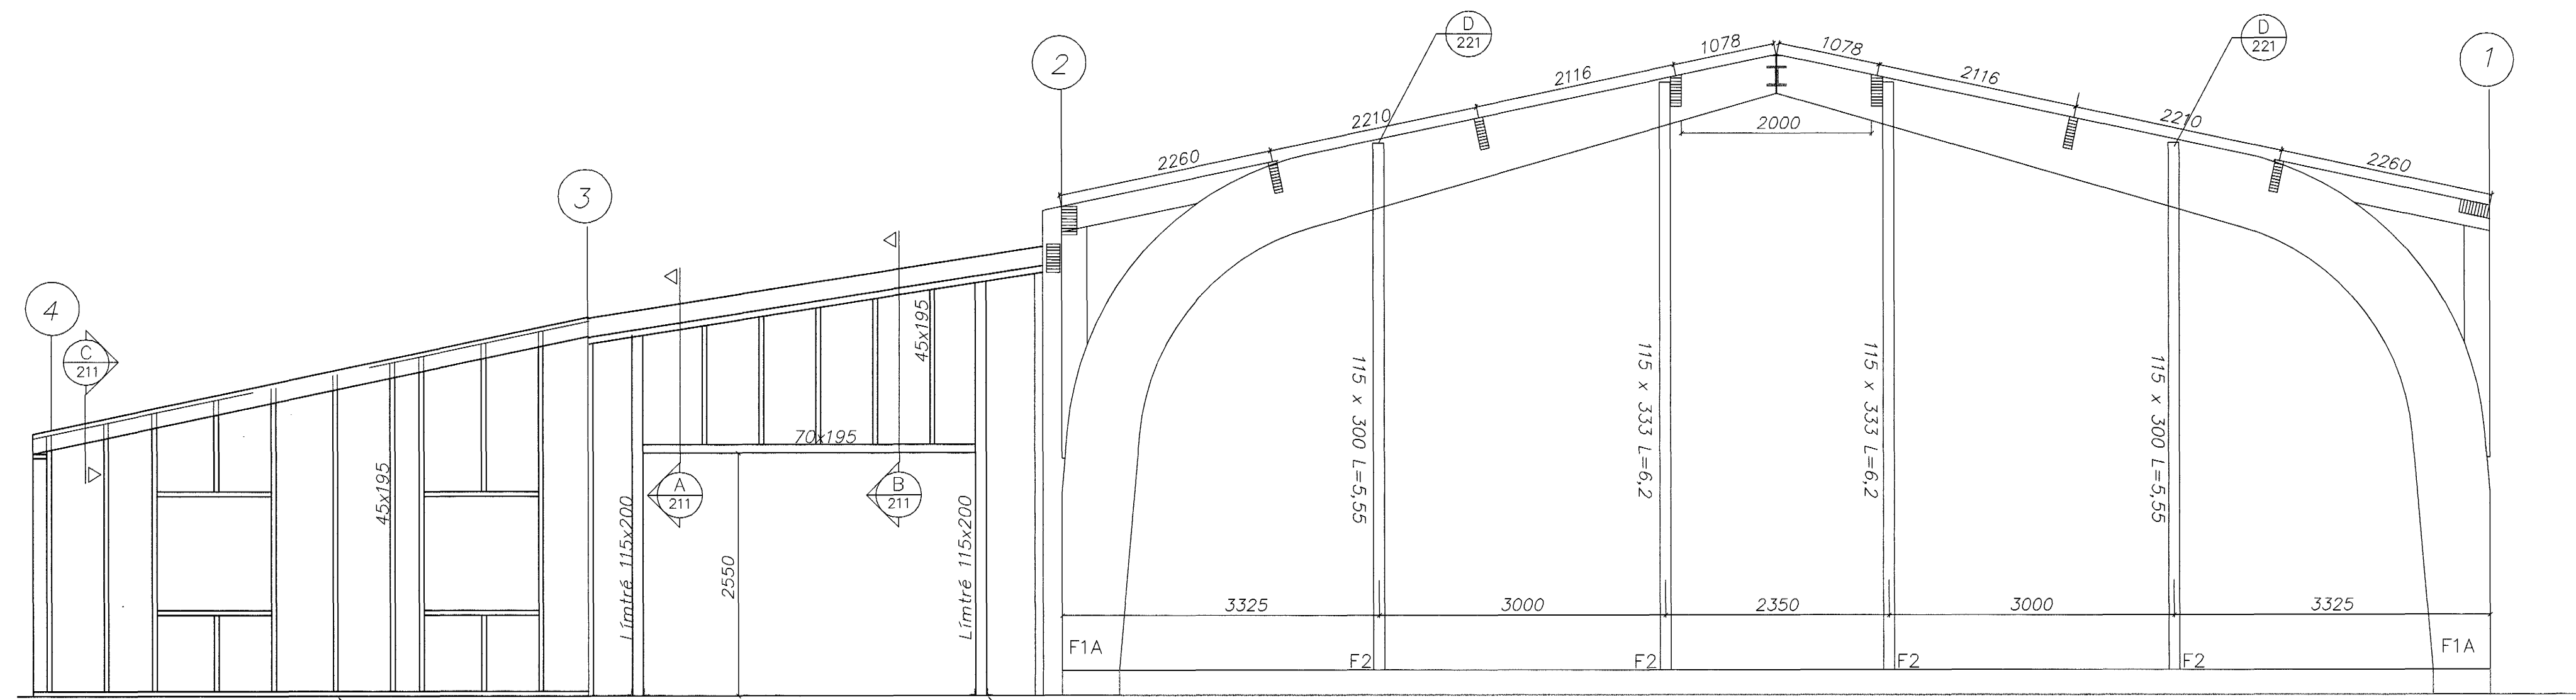 D
221
D
221
2
1
1078
1078
2116
2116
2210
2210
2000
2260
2260
3
4
C
211
45x195
70x195
45x195
A
211
B
211
Límtré 115x200
Límtré 115x200
2550
115 x 300 L=5,55
115 x 333 L=6,2
115 x 333 L=6,2
115 x 300 L=5,55
3325
3000
2350
3000
3325
F1A
F2
F2
F2
F2
F1A